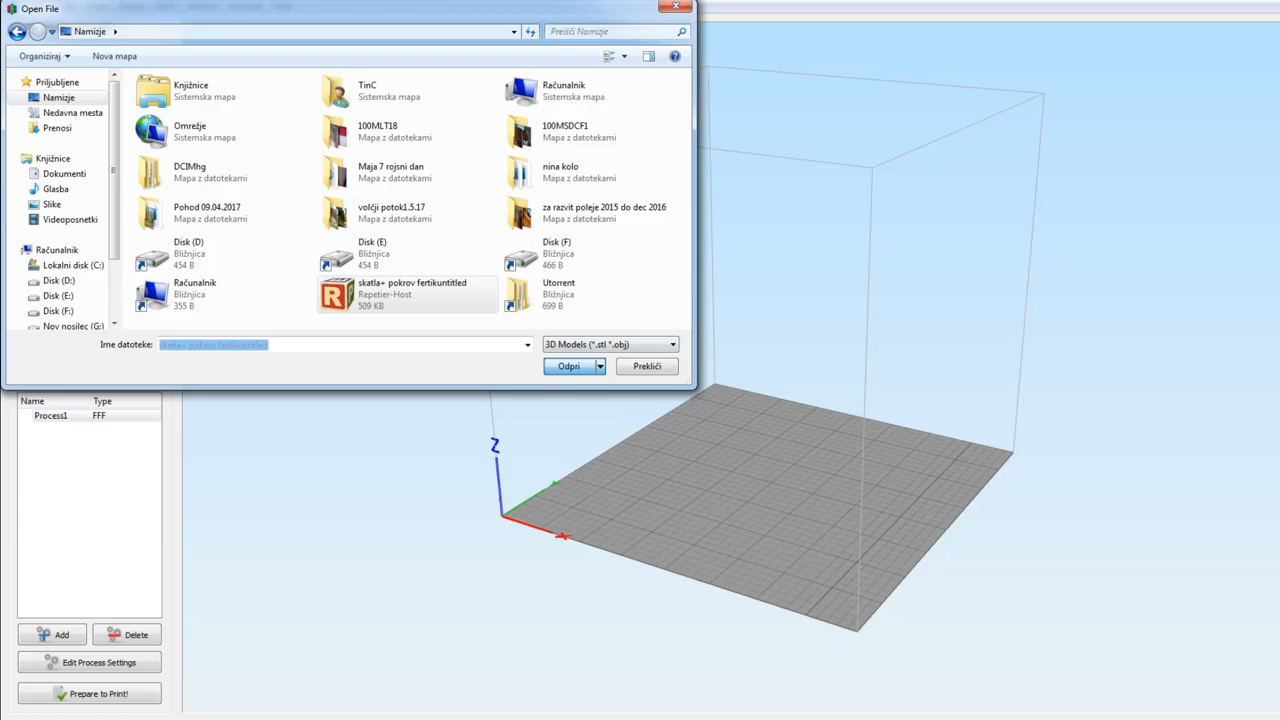 Open File
Namizje
Preišči Namizje
Organiziraj
Nova mapa
Priljubljene
Namizje
Nedavna mesta
Prenosi
Knjižnice
Dokumenti
Glasba
Slike
Videoposnetki
Računalnik
Lokalni disk (C:)
Disk (D:)
Disk (E:)
Disk (F:)
Nov nosilec (G:)
Knjižnice
Sistemska mapa
TinC
Sistemska mapa
Računalnik
Sistemska mapa
Omrežje
Sistemska mapa
100MLT18
Mapa z datotekami
100MSDCF1
Mapa z datotekami
DCIMhg
Mapa z datotekami
Maja 7 rojsni dan
Mapa z datotekami
nina kolo
Mapa z datotekami
Pohod 09.04.2017
Mapa z datotekami
volčji potok1.5.17
Mapa z datotekami
za razvit poleje 2015 do dec 2016
Mapa z datotekami
Disk (D)
Bližnjica
454 B
Disk (E)
Bližnjica
454 B
Disk (F)
Bližnjica
466 B
Računalnik
Bližnjica
355 B
skatla+ pokrov fertikuntitled
Repetier-Host
509 KB
Utorrent
Bližnjica
699 B
Ime datoteke:
skatla+ pokrov fertikuntitled
3D Models (*.stl *.obj)
Odpri
Prekliči
Name Type
Process1 FFF
Add
Delete
Edit Process Settings
Prepare to Print!
Z